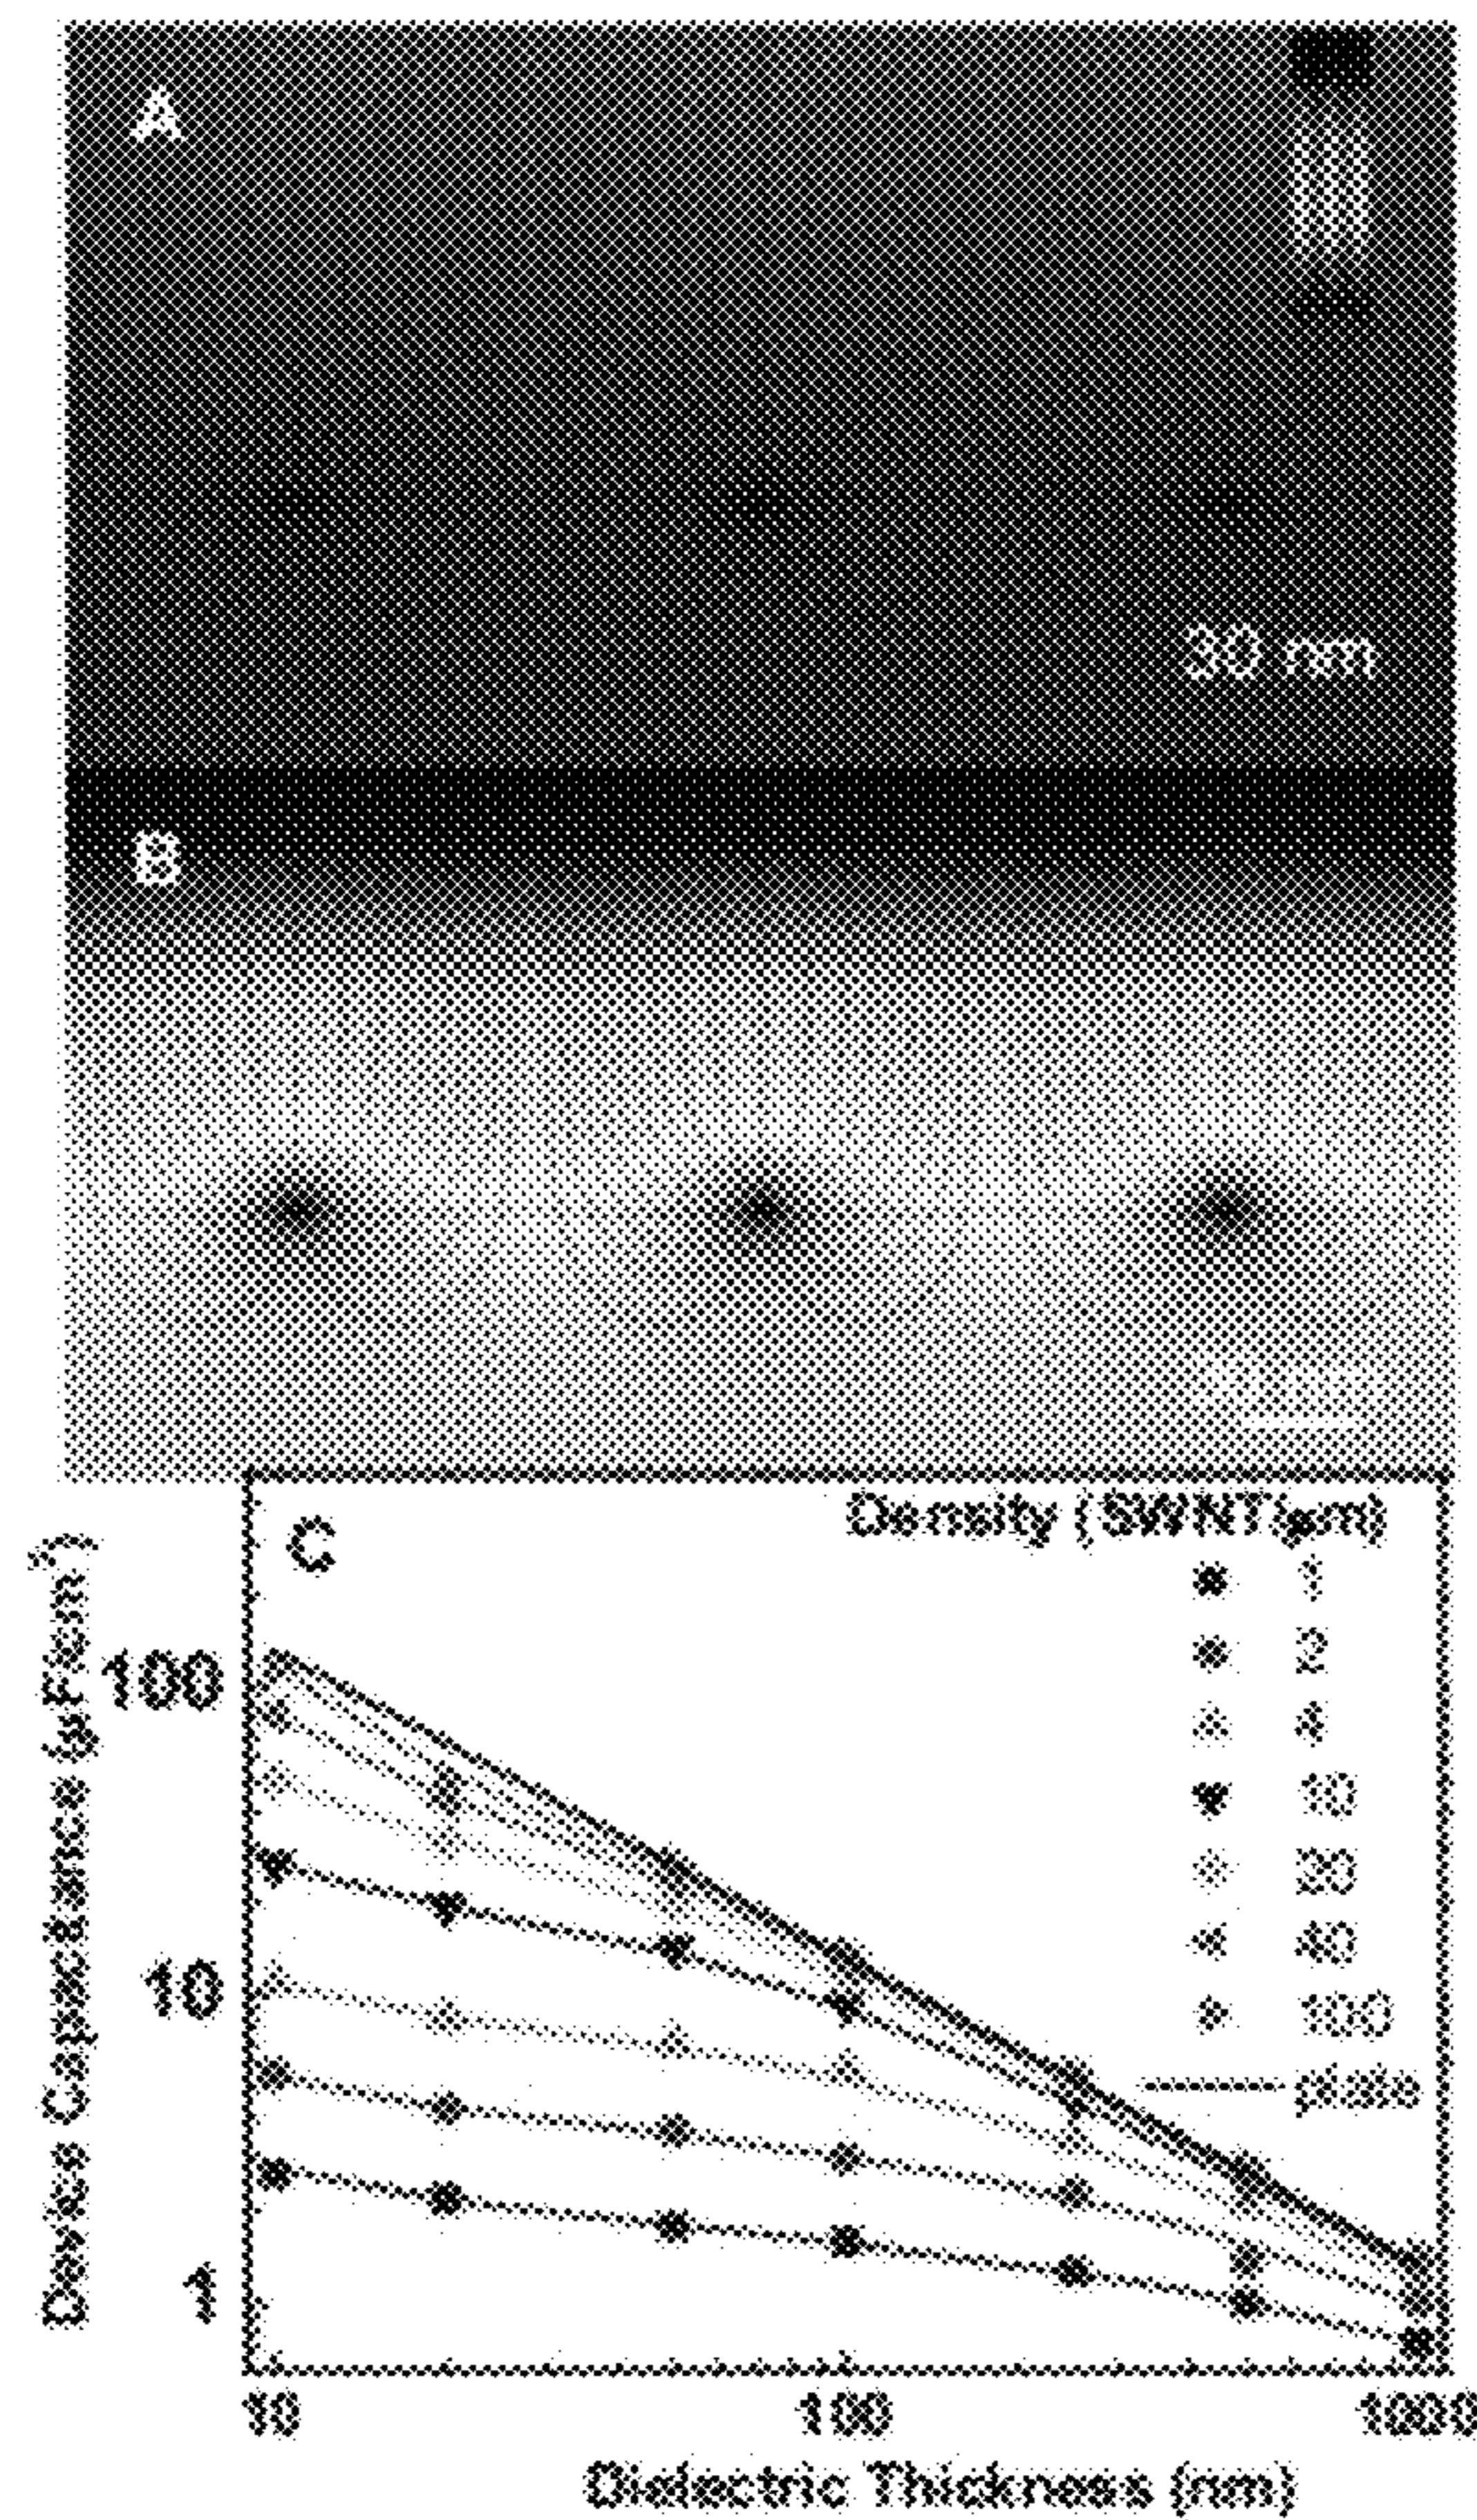 A
30 nm
B
C
Density (SWNT/μm)
1
2
4
10
20
40
100
plate
Device Capacitance
100
10
1
10
100
1000
Dielectric Thickness (nm)